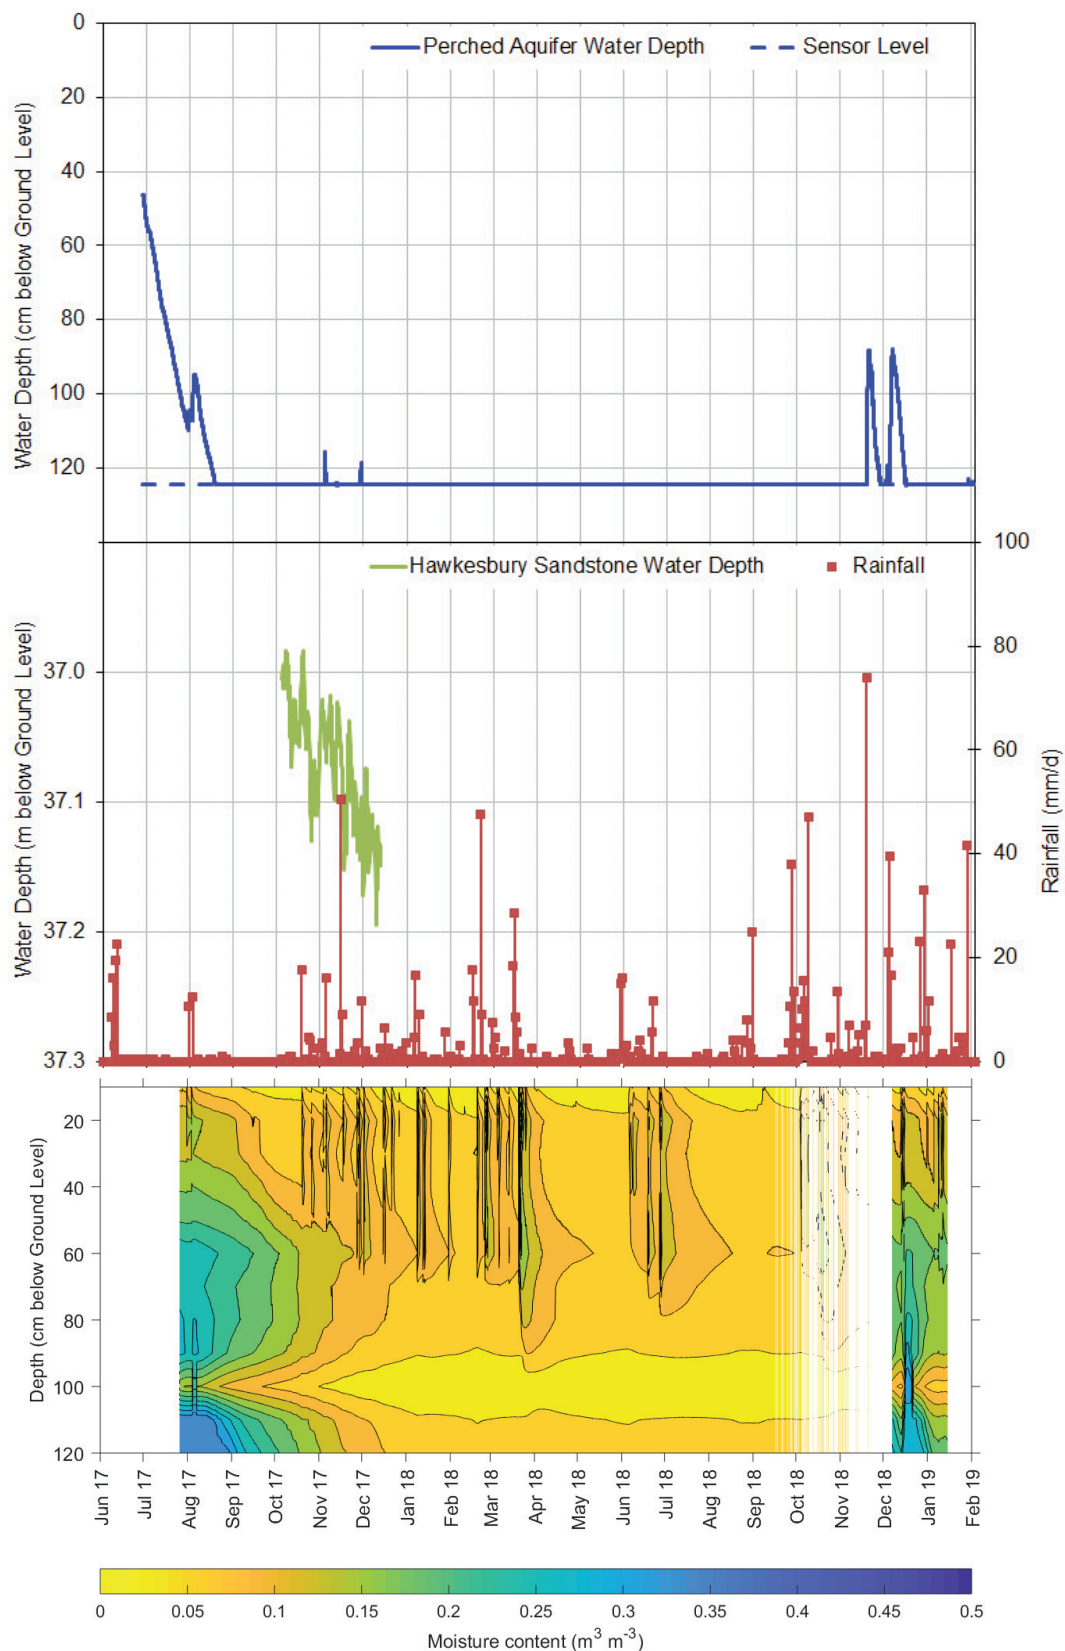 Perched Aquifer Water Depth Sensor Level
Water Depth (cm below Ground Level)
0
20
40
60
80
100
120
Hawkesbury Sandstone Water Depth Rainfall
Water Depth (m below Ground Level)
37.0
37.1
37.2
37.3
100
80
60
40
20
0
Rainfall (mm/d)
Depth (cm below Ground Level)
20
40
60
80
100
120
Jun 17 Jul 17 Aug 17 Sep 17 Oct 17 Nov 17 Dec 17 Jan 18 Feb 18 Mar 18 Apr 18 May 18 Jun 18 Jul 18 Aug 18 Sep 18 Oct 18 Nov 18 Dec 18 Jan 19 Feb 19
0 0.05 0.1 0.15 0.2 0.25 0.3 0.35 0.4 0.45 0.5
Moisture content (m³ m⁻³)